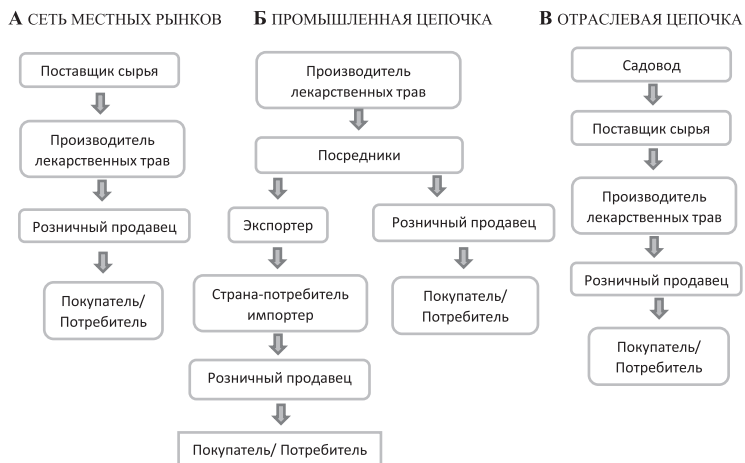 А СЕТЬ МЕСТНЫХ РЫНКОВ
Поставщик сырья
Производитель
лекарственных трав
Розничный продавец
Покупатель/
Потребитель
Б ПРОМЫШЛЕННАЯ ЦЕПОЧКА
Производитель
лекарственных трав
Посредники
Экспортер
Страна-потребитель
импортер
Розничный продавец
Покупатель/ Потребитель
Розничный продавец
Покупатель/
Потребитель
В ОТРАСЛЕВАЯ ЦЕПОЧКА
Садовод
Поставщик сырья
Производитель
лекарственных трав
Розничный продавец
Покупатель/
Потребитель